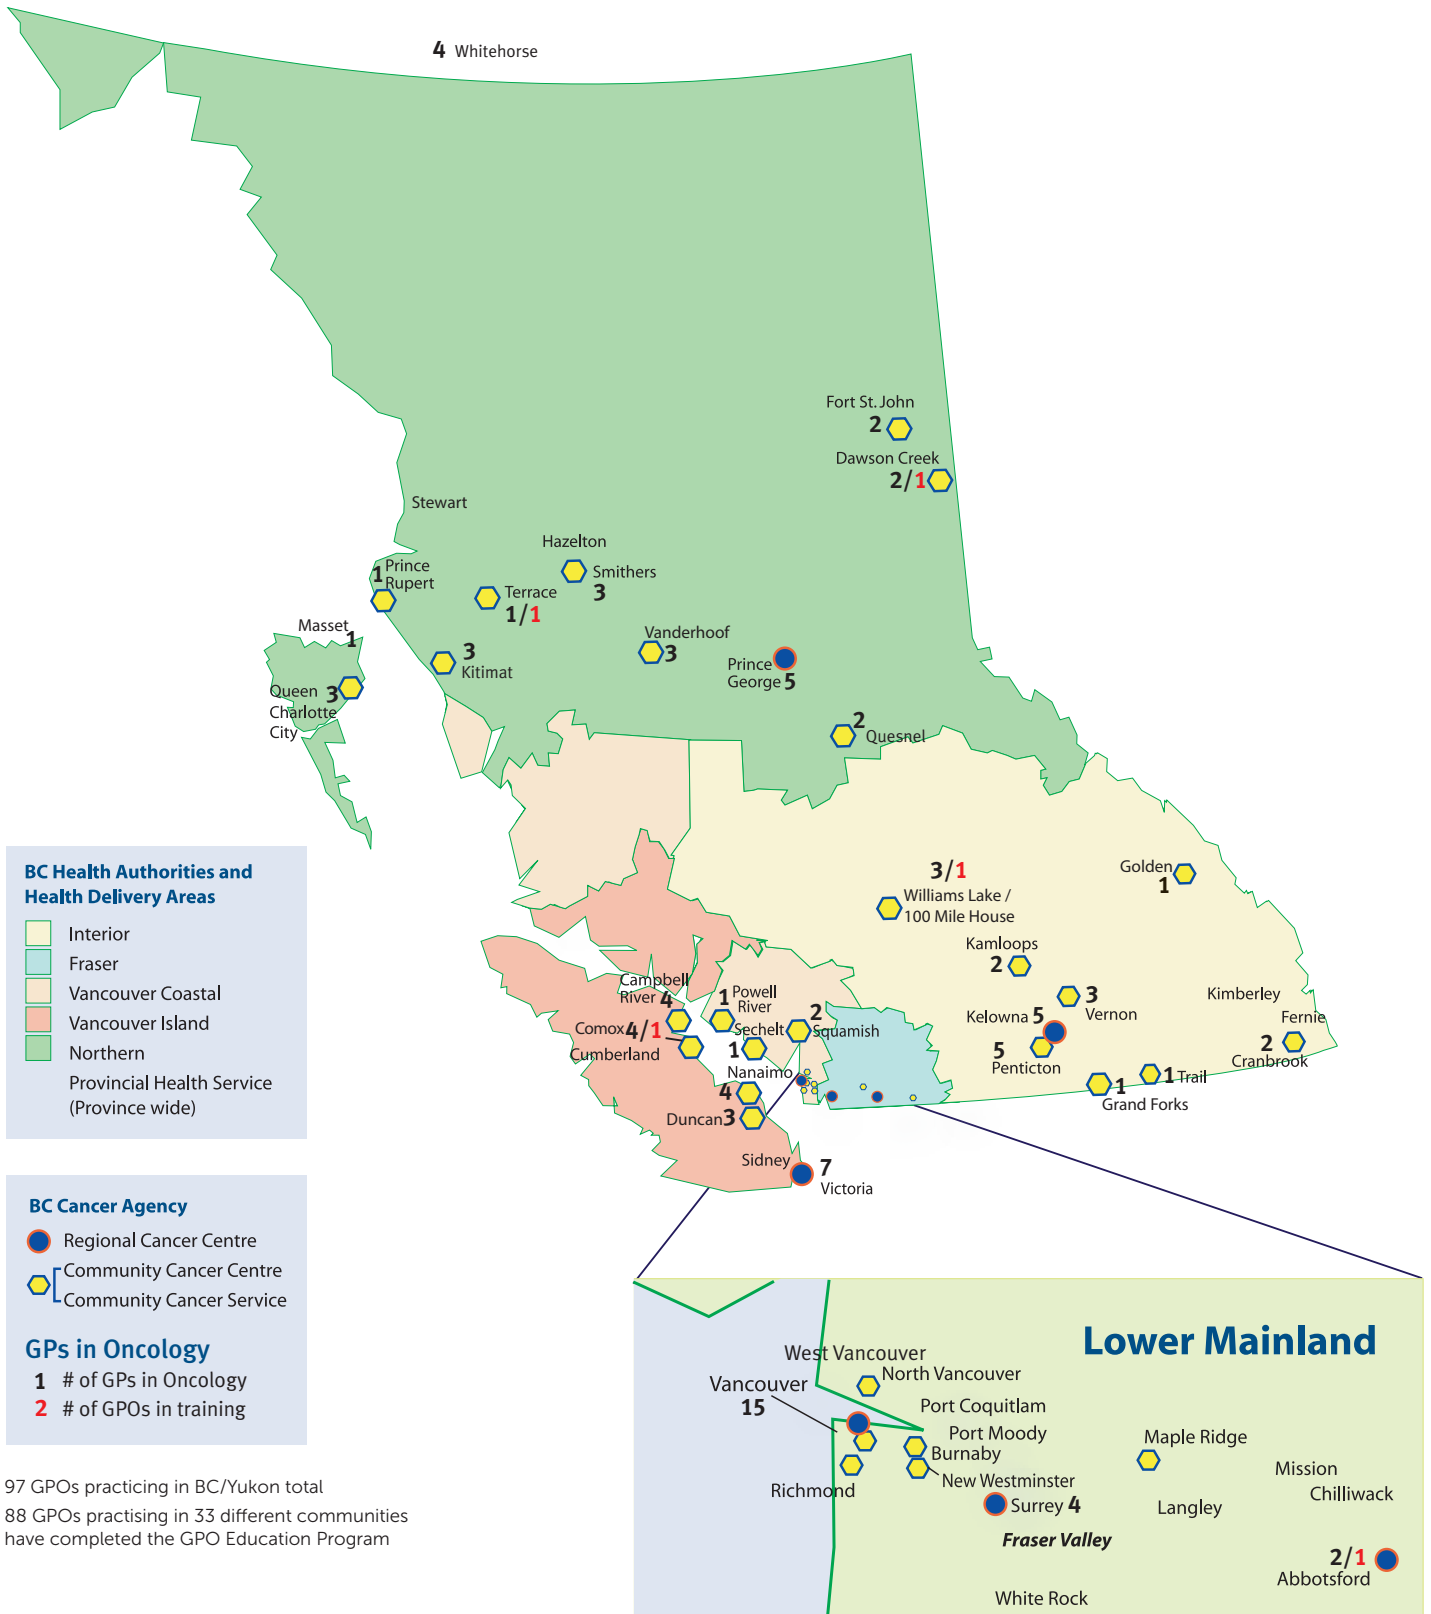 4 Whitehorse
Fort St. John
2
Dawson Creek
2/1
Stewart
Hazelton
Smithers
3
1 Prince
Rupert
Terrace
1/1
Masset
1
3
Kitimat
Vanderhoof
3
Prince
George 5
Queen 3
Charlotte
City
2
Quesnel
3/1
Williams Lake /
100 Mile House
Golden
1
Kamloops
2
3
Vernon
Kelowna 5
5
Penticton
Kimberley
Fernie
2
Cranbrook
1 Trail
1
Grand Forks
Campbell
River 4
1 Powell
River
2
Squamish
Comox 4/1
Cumberland
Sechelt
1
Nanaimo
4
Duncan 3
Sidney
7
Victoria
BC Health Authorities and
Health Delivery Areas
Interior
Fraser
Vancouver Coastal
Vancouver Island
Northern
Provincial Health Service
(Province wide)
BC Cancer Agency
Regional Cancer Centre
Community Cancer Centre
Community Cancer Service
GPs in Oncology
1 # of GPs in Oncology
2 # of GPOs in training
97 GPOs practicing in BC/Yukon total
88 GPOs practising in 33 different communities
have completed the GPO Education Program
Lower Mainland
West Vancouver
North Vancouver
Vancouver
15
Port Coquitlam
Port Moody
Burnaby
New Westminster
Richmond
Surrey 4
Fraser Valley
Maple Ridge
Mission
Chilliwack
Langley
2/1
Abbotsford
White Rock